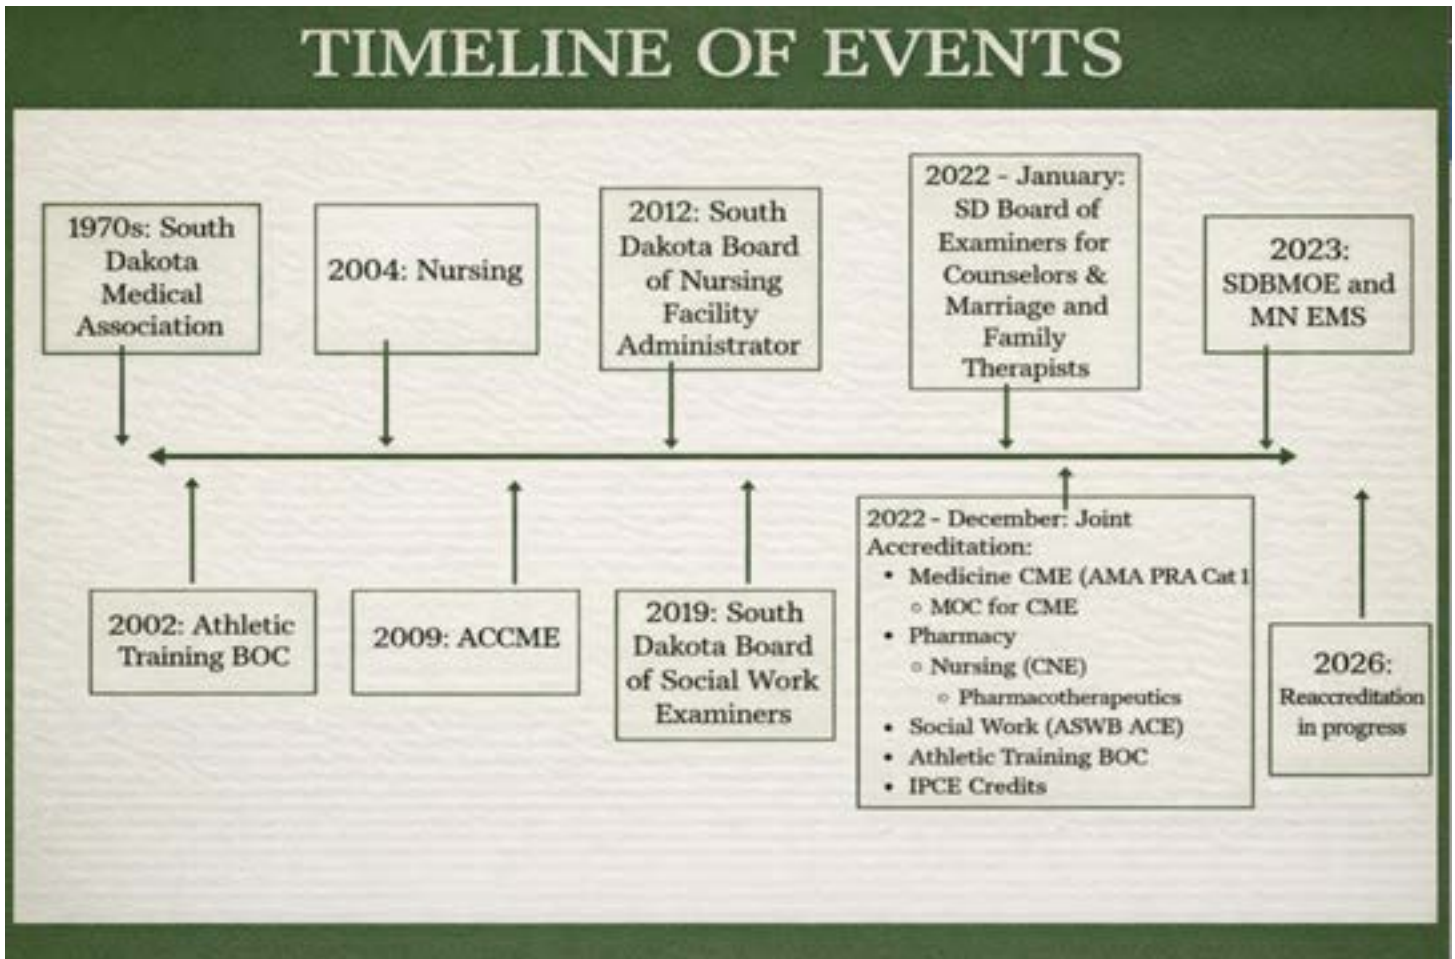 TIMELINE OF EVENTS
1970s: South
Dakota
Medical
Association
2004: Nursing
2012: South
Dakota Board
of Nursing
Facility
Administrator
2022 - January:
SD Board of
Examiners for
Counselors &
Marriage and
Family
Therapists
2023:
SDBMOE and
MN EMS
2002: Athletic
Training BOC
2009: ACCME
2019: South
Dakota Board
of Social Work
Examiners
2022 - December: Joint
Accreditation:
• Medicine CME (AMA PRA Cat 1
◦ MOC for CME
• Pharmacy
◦ Nursing (CNE)
◦ Pharmacotherapeutics
• Social Work (ASWB ACE)
• Athletic Training BOC
• IPCE Credits
2026:
Reaccreditation
in progress